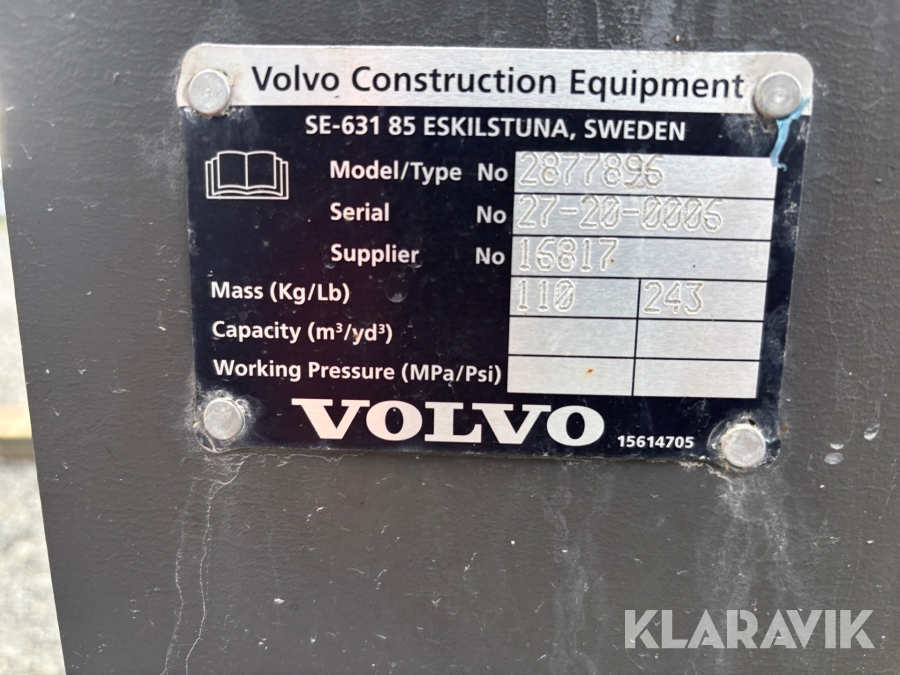 Volvo Construction Equipment
SE-631 85 ESKILSTUNA, SWEDEN
Model/Type No 2877896
Serial No 27-20-0006
Supplier No 16817
Mass (Kg/Lb) 110 243
Capacity (m³/yd³)
Working Pressure (MPa/Psi)
VOLVO 15614705
KLARAVIK